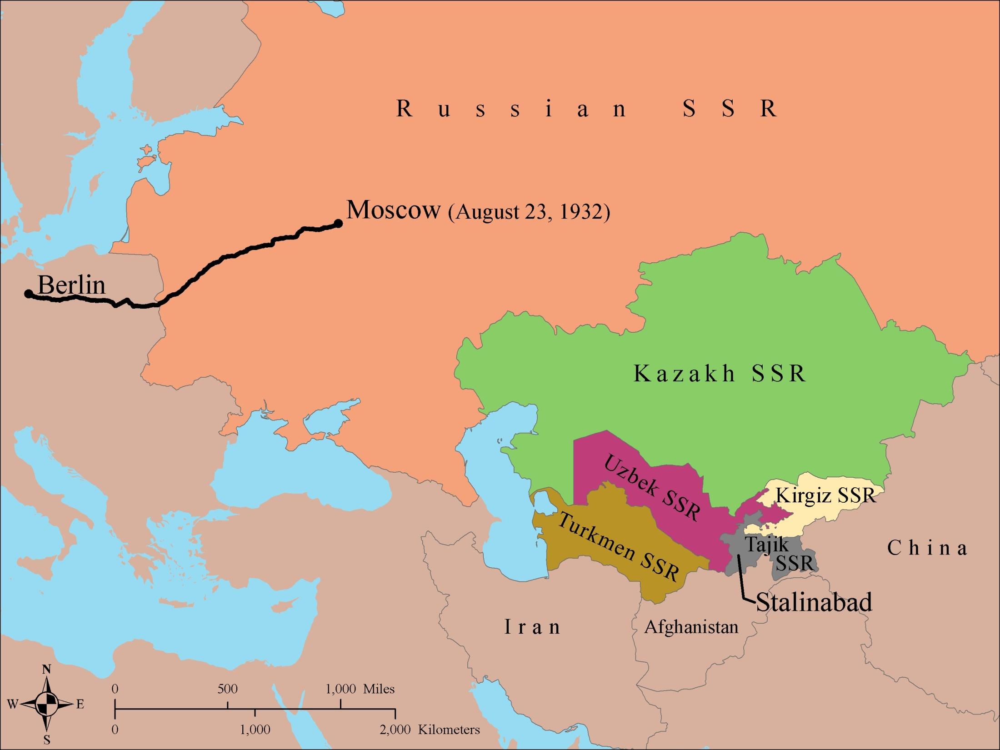 Russian SSR
Moscow (August 23, 1932)
Berlin
Kazakh SSR
Uzbek SSR
Kirgiz SSR
Turkmen SSR
Tajik
SSR
China
Stalinabad
Iran
Afghanistan
N
W
E
S
0 500 1,000 Miles
0 1,000 2,000 Kilometers